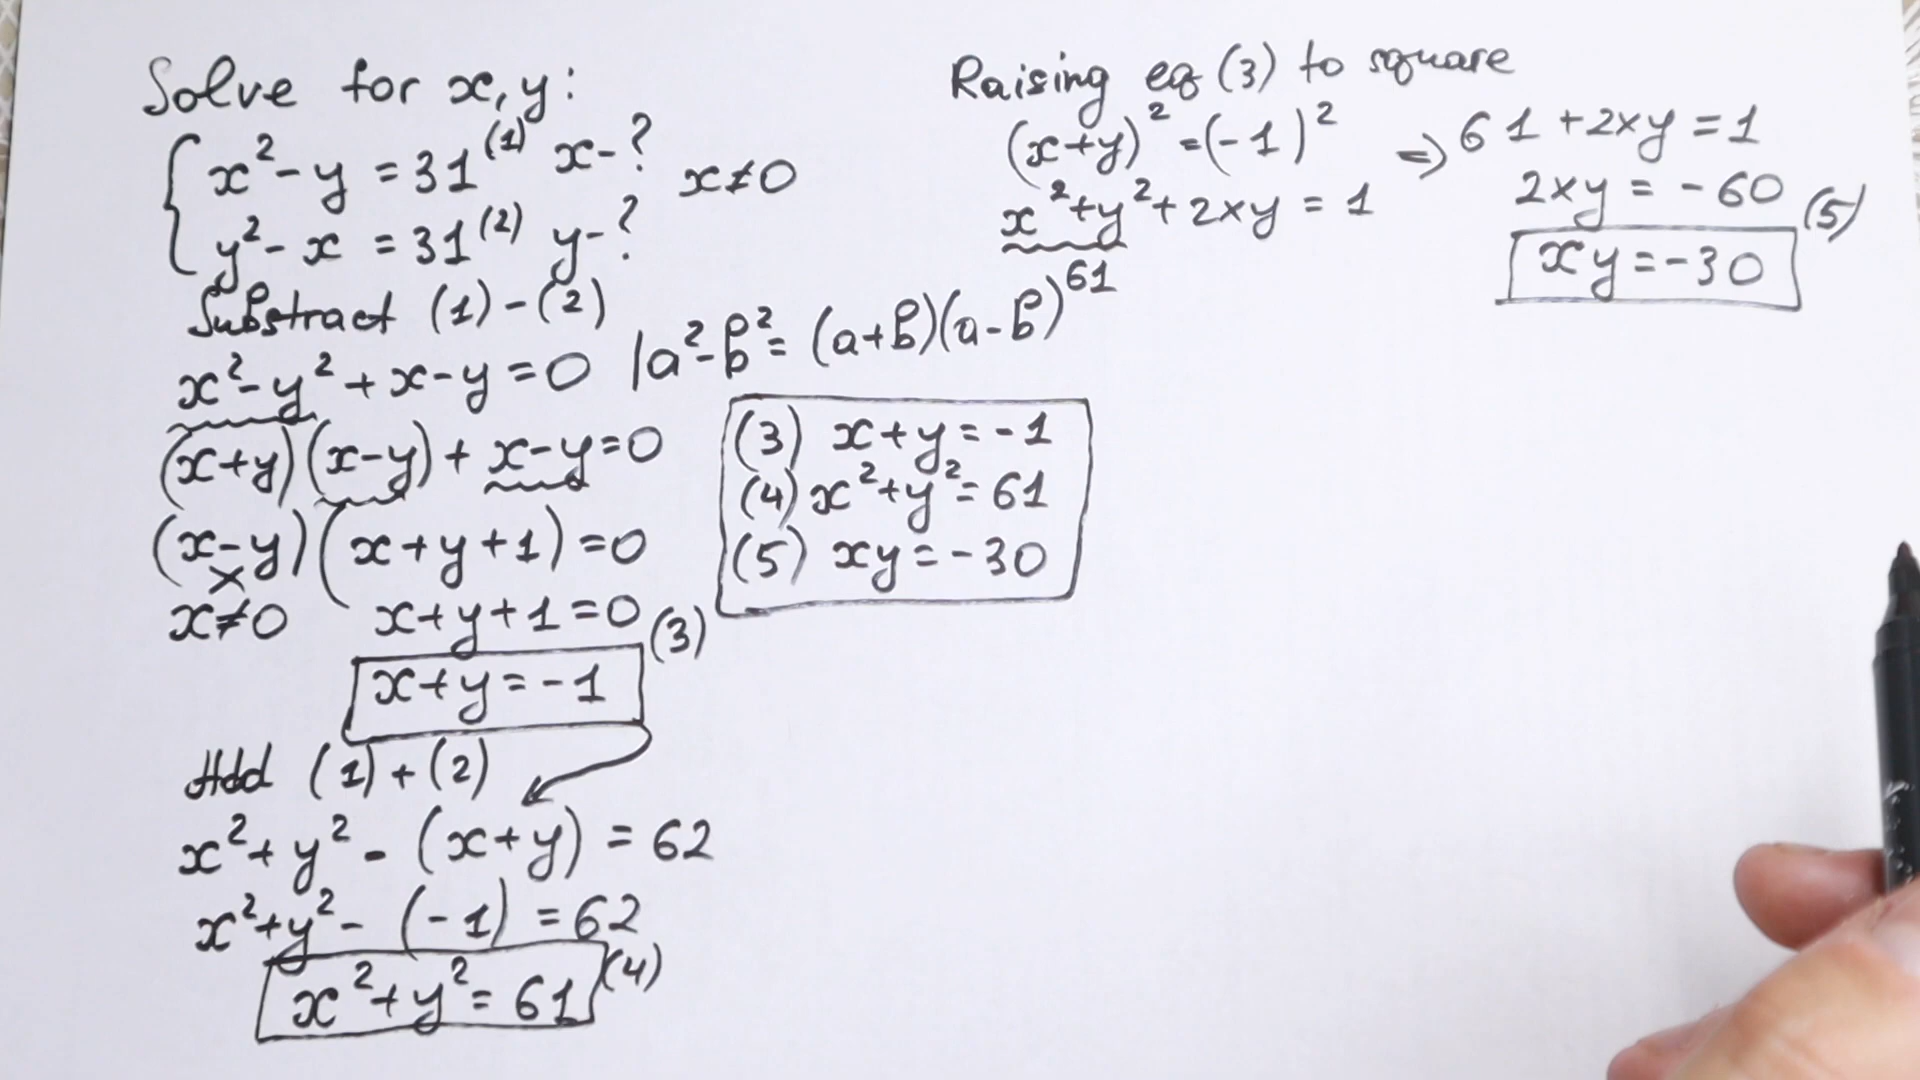 Solve for x, y:
x² - y = 31 (1) x - ? x ≠ 0
y² - x = 31 (2) y - ?
Substract (1) - (2)
x² - y² + x - y = 0 | a² - b² = (a+b)(a-b)
(x+y)(x-y) + x - y = 0
(x-y)(x+y+1) = 0
x ≠ 0 x+y+1 = 0
x+y = -1 (3)
Add (1) + (2)
x² + y² - (x+y) = 62
x² + y² - (-1) = 62
x² + y² = 61 (4)
(3) x+y = -1
(4) x² + y² = 61
(5) xy = -30
Raising eq (3) to square
(x+y)² = (-1)²
x² + y² + 2xy = 1
61
⇒ 61 + 2xy = 1
2xy = -60
xy = -30 (5)